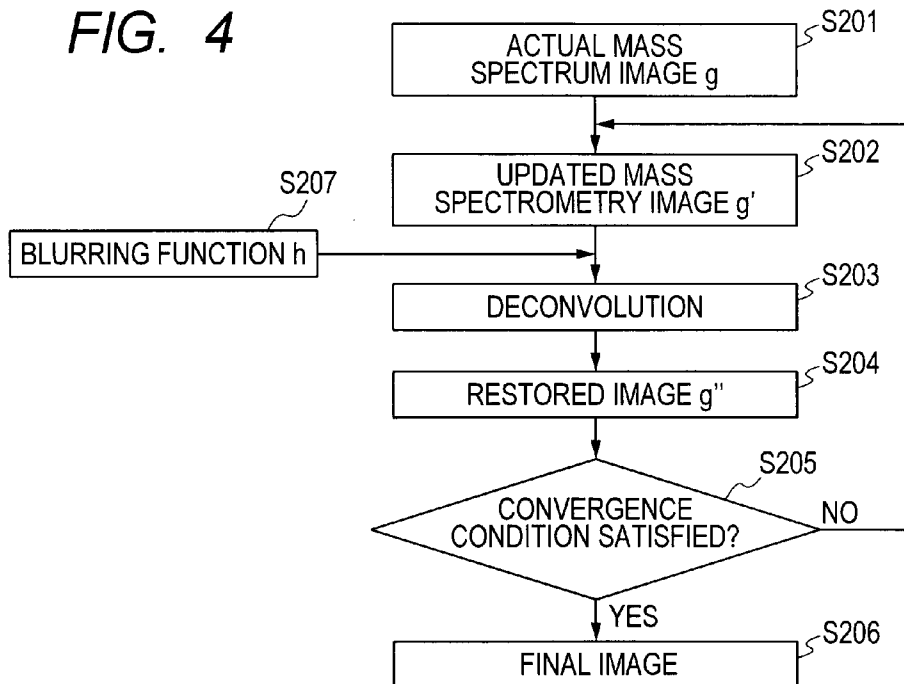 FIG. 4
S201
ACTUAL MASS
SPECTRUM IMAGE g
S202
UPDATED MASS
SPECTROMETRY IMAGE g'
S207
BLURRING FUNCTION h
S203
DECONVOLUTION
S204
RESTORED IMAGE g"
S205
CONVERGENCE
CONDITION SATISFIED?
NO
YES
S206
FINAL IMAGE